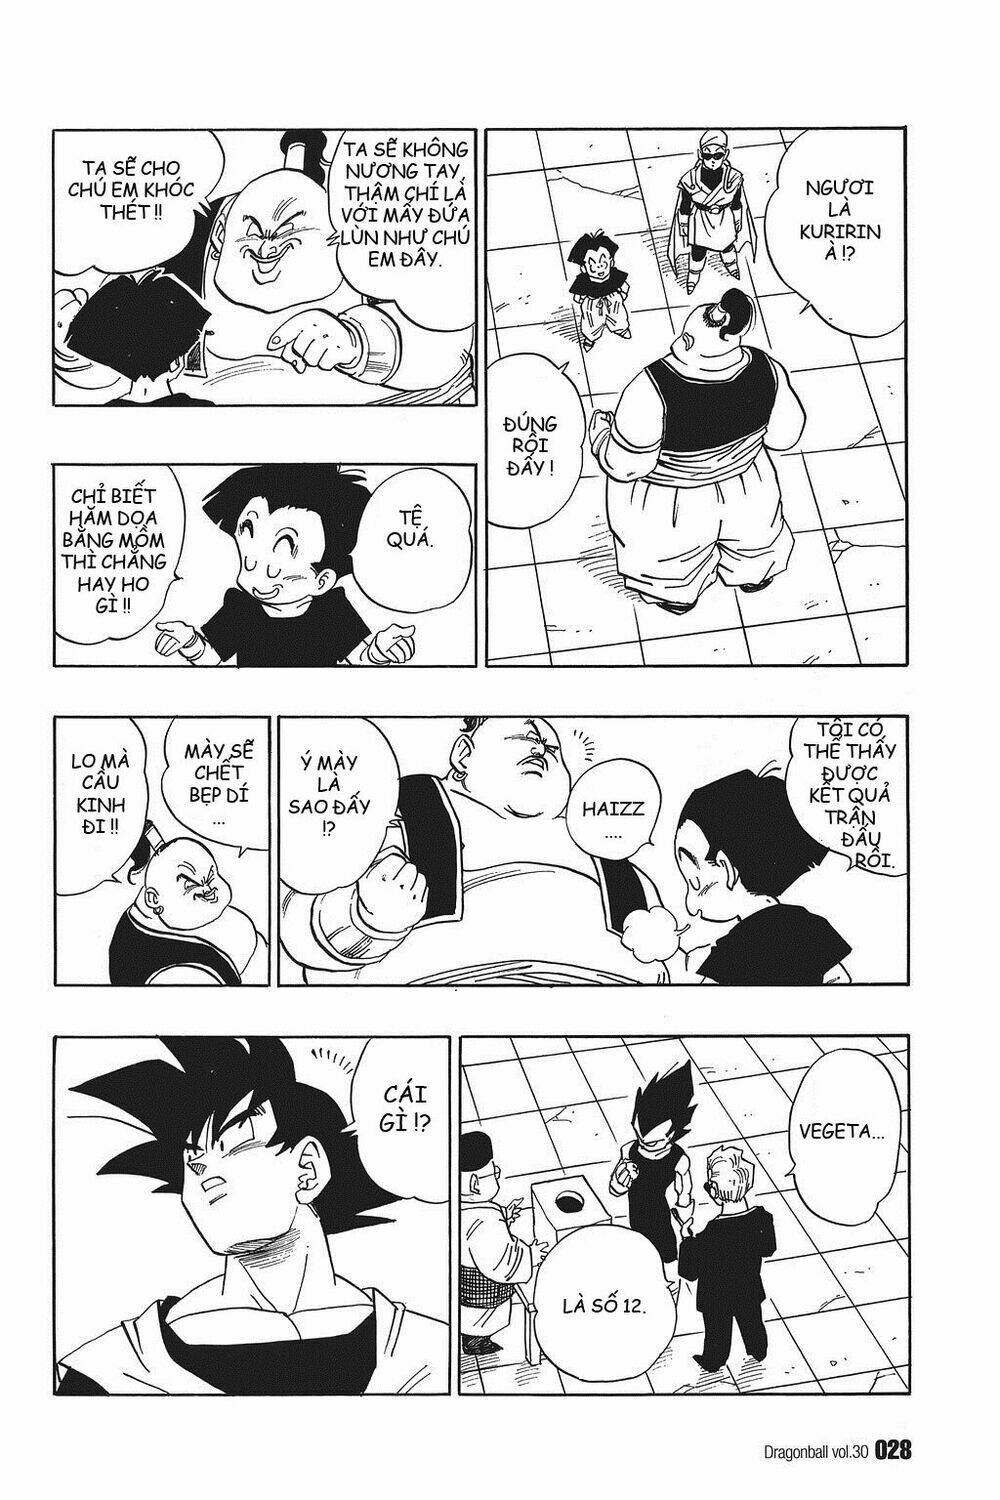 NGƯƠI
LÀ
KURIRIN
À !?
ĐÚNG
RỒI
ĐẤY !
TA SẼ KHÔNG
NƯƠNG TAY,
THẬM CHÍ LÀ
VỚI MẤY ĐỨA
LÙN NHƯ CHÚ
EM ĐÂY.
TA SẼ CHO
CHÚ EM KHÓC
THÉT !!
TỆ
QUÁ.
CHỈ BIẾT
HĂM DỌA
BẰNG MỒM
THÌ CHẲNG
HAY HO
GÌ !!
TÔI CÓ
THỂ THẤY
ĐƯỢC
KẾT QUẢ
TRẬN
ĐẤU
RỒI.
HAIZZ
....
Ý MÀY
LÀ
SAO ĐẤY
!?
MÀY SẼ
CHẾT
BẸP DÍ
...
LO MÀ
CẦU
KINH
ĐI !!
VEGETA...
LÀ SỐ 12.
CÁI
GÌ !?
Dragonball vol.30 028